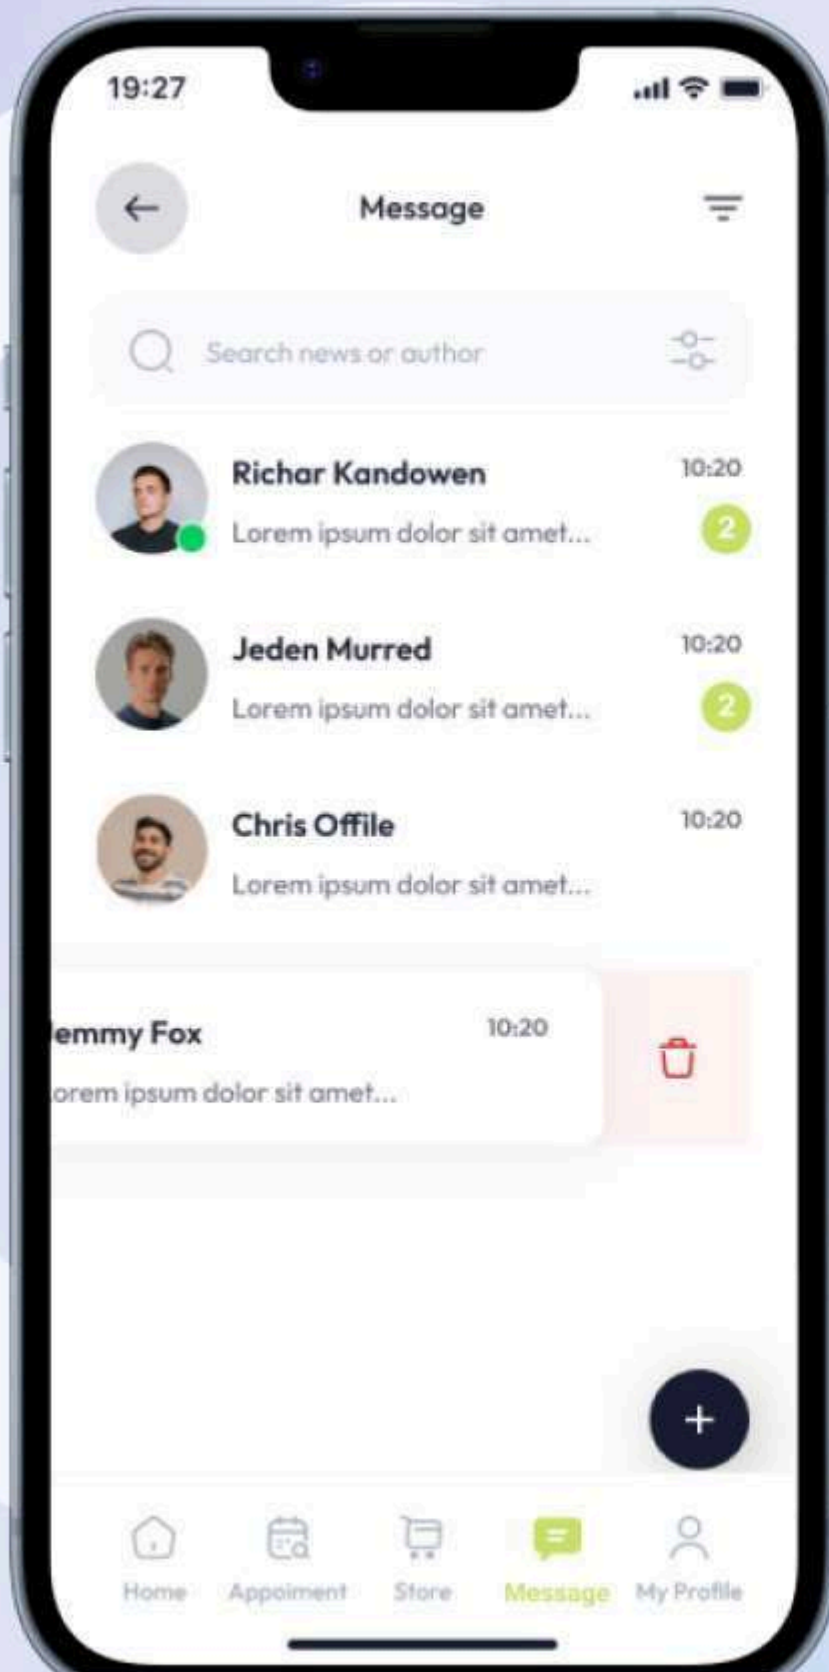 19:27
Message
Search news or author
Richar Kandowen 10:20
Lorem ipsum dolor sit amet... 2
Jeden Murred 10:20
Lorem ipsum dolor sit amet... 2
Chris Offile 10:20
Lorem ipsum dolor sit amet...
emmy Fox 10:20
orem ipsum dolor sit amet...
Home Appoiment Store Message My Profile